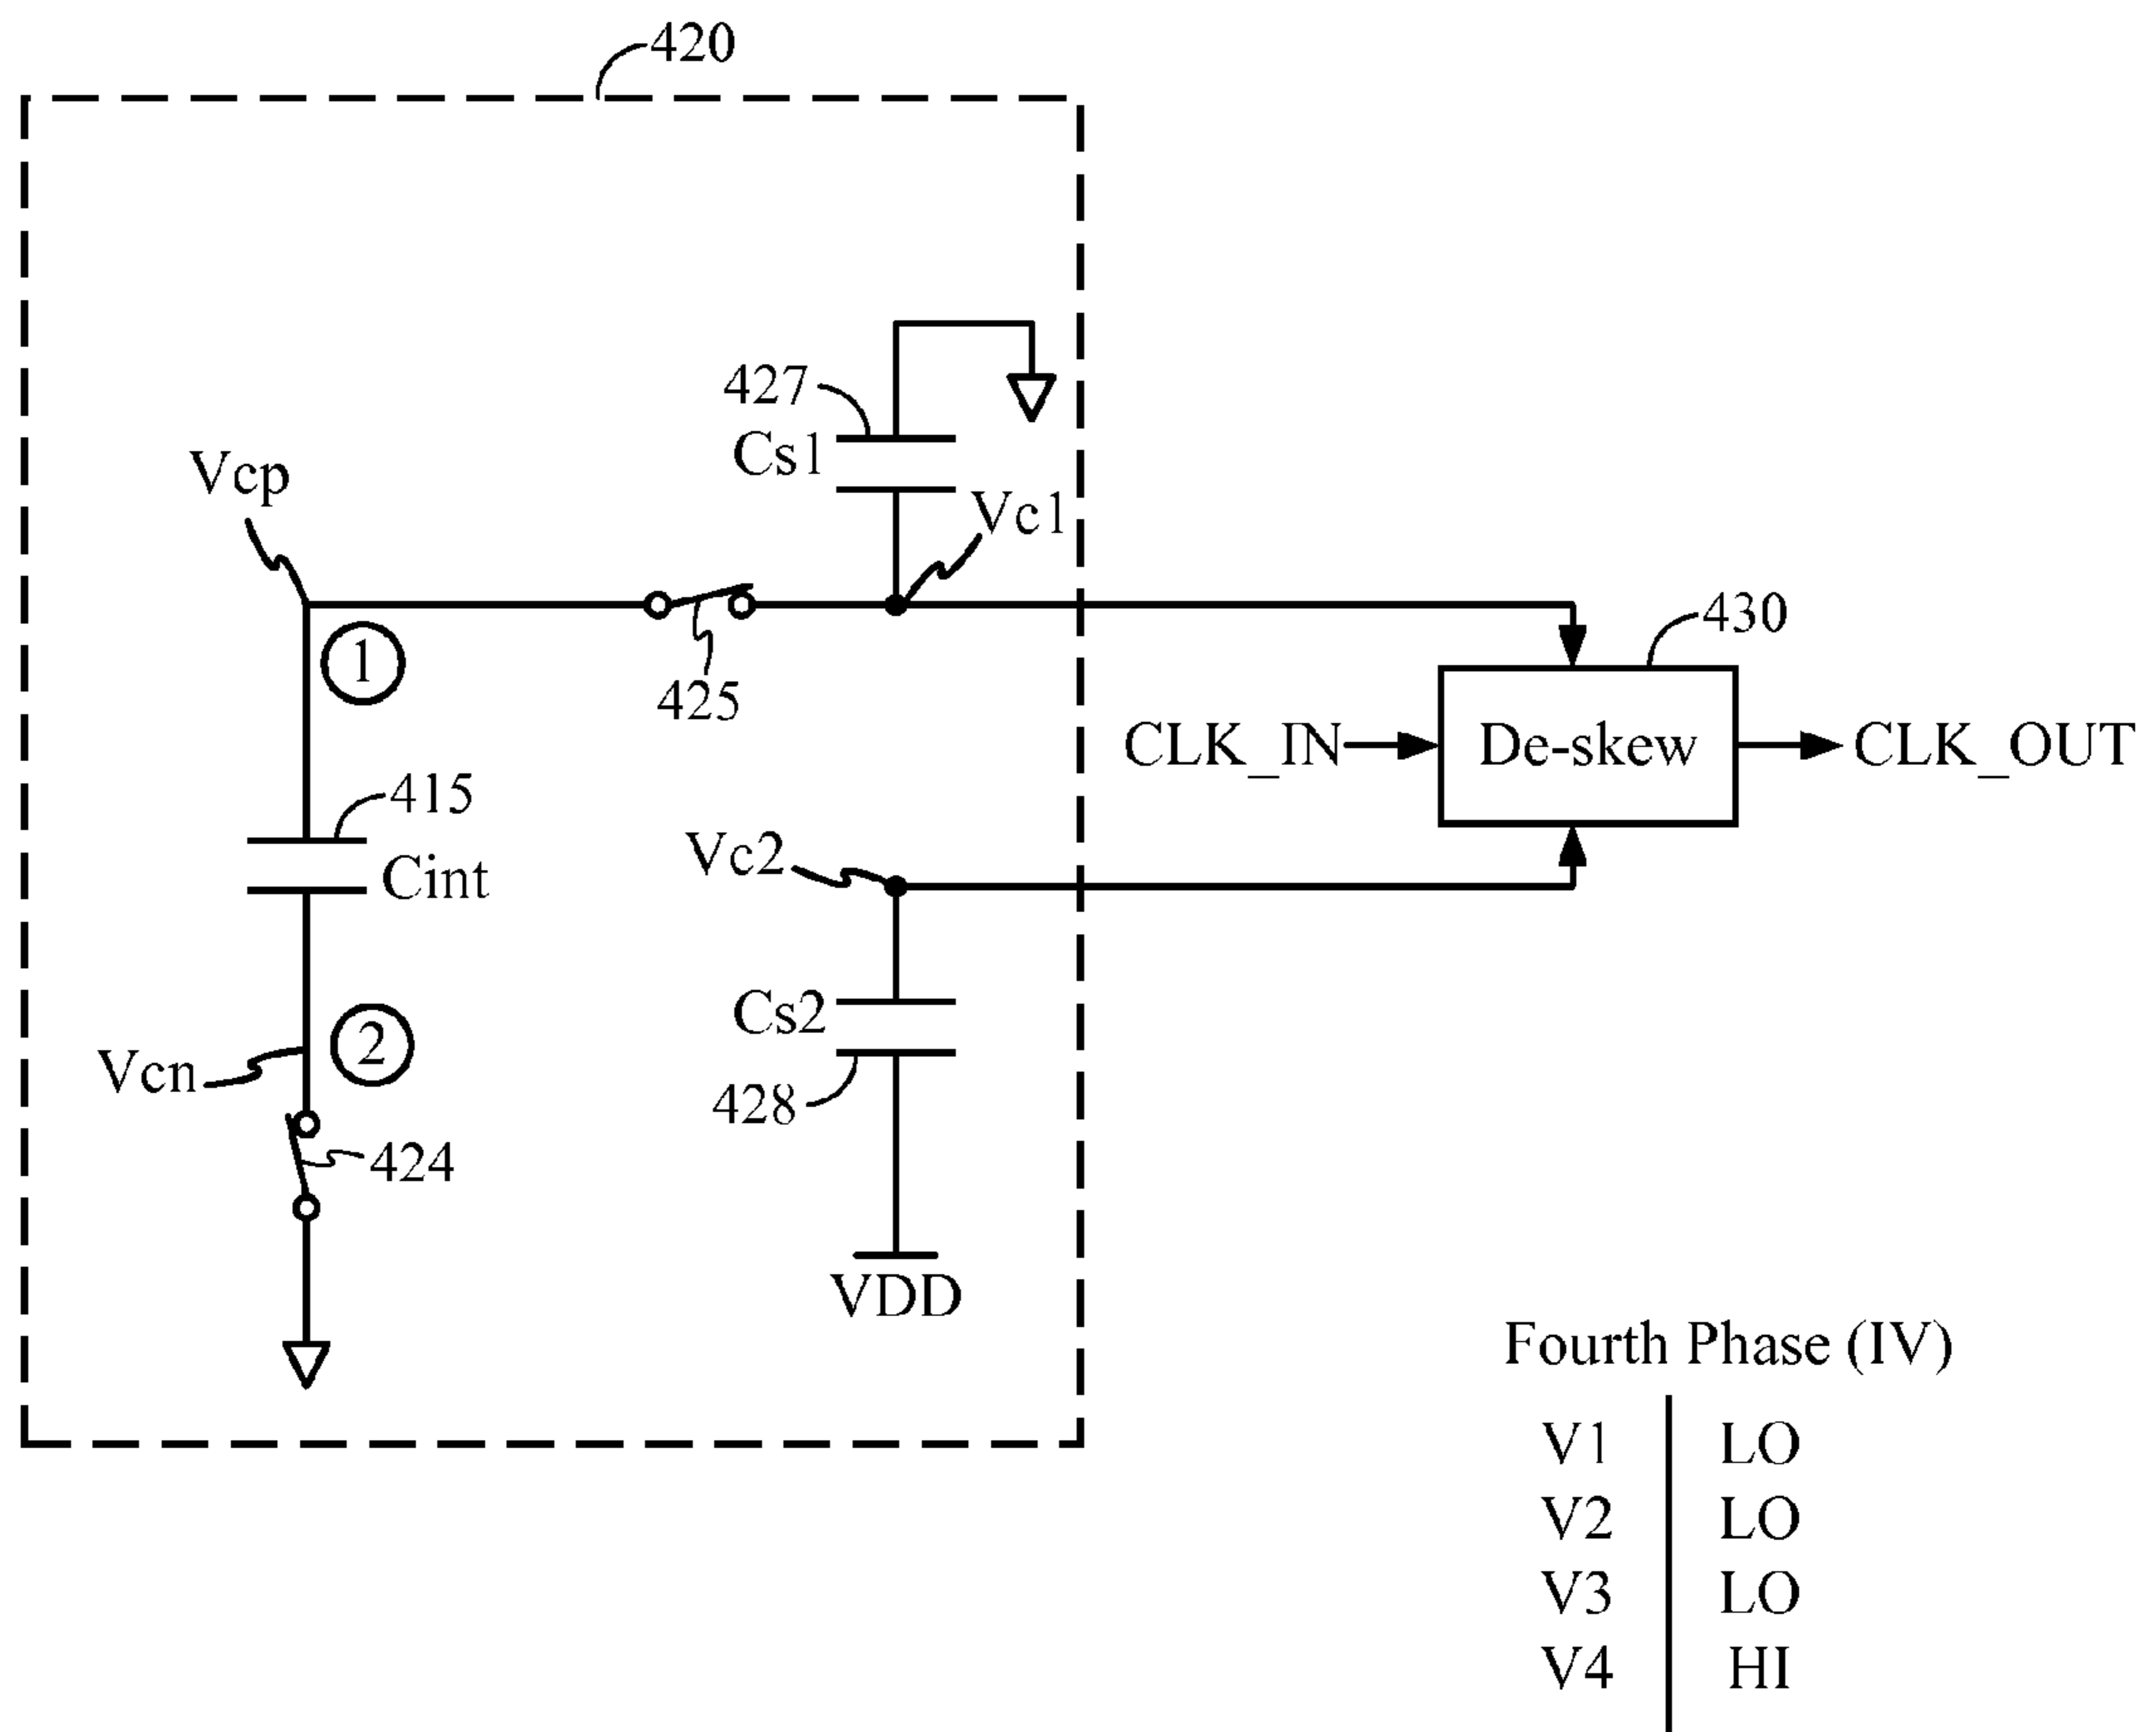 420
427
Cs1
Vcp
Vc1
1
425
430
CLK_IN
De-skew
CLK_OUT
415
Cint
Vc2
Cs2
2
Vcn
428
424
VDD
Fourth Phase (IV)
V1 LO
V2 LO
V3 LO
V4 HI